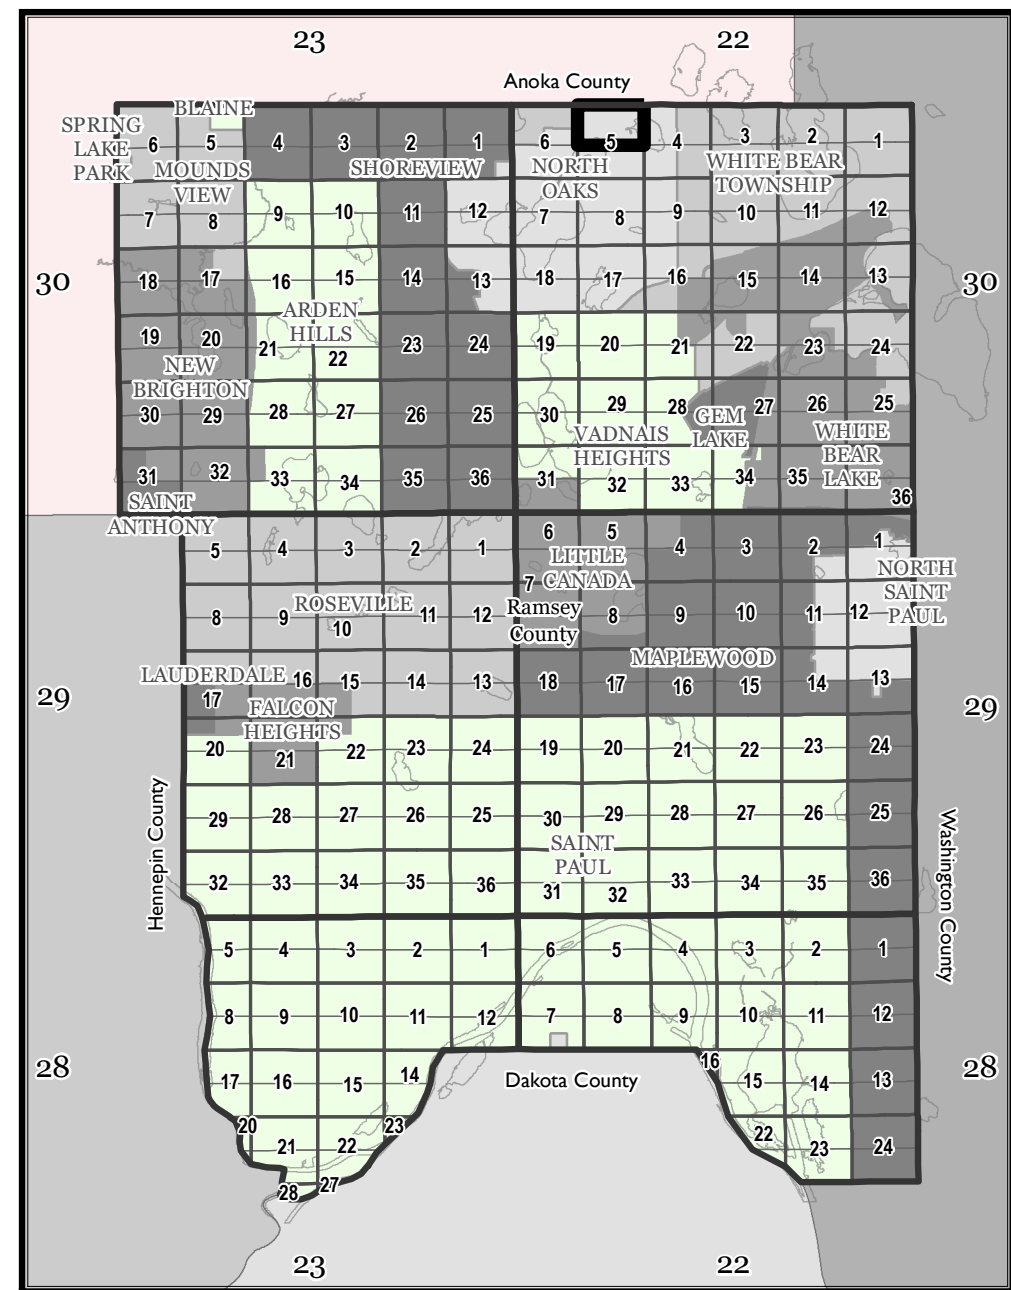 23 22
Anoka County
BLAINE
SPRING
LAKE
PARK
6 5 4 3 2 1 6 5 4 3 2 1
MOUNDS
VIEW
SHOREVIEW
NORTH
OAKS
WHITE BEAR
TOWNSHIP
7 8 9 10 11 12 7 8 9 10 11 12
30 18 17 16 15 14 13 18 17 16 15 14 13 30
ARDEN
HILLS
19 20 21 22 23 24 19 20 21 22 23 24
NEW
BRIGHTON
30 29 28 27 26 25 30 29 28 27 26 25
GEM
LAKE
VADNAIS
HEIGHTS
WHITE
BEAR
LAKE
31 32 33 34 35 36 31 32 33 34 35 36
SAINT
ANTHONY
5 4 3 2 1 6 5 4 3 2 1
LITTLE
CANADA
NORTH
SAINT
PAUL
8 9 10 11 12 7 8 9 10 11 12
ROSEVILLE
Ramsey
County
MAPLEWOOD
LAUDERDALE
29 17 16 15 14 13 18 17 16 15 14 13 29
FALCON
HEIGHTS
20 21 22 23 24 19 20 21 22 23 24
29 28 27 26 25 30 29 28 27 26 25
SAINT
PAUL
32 33 34 35 36 31 32 33 34 35 36
Hennepin County
Washington County
5 4 3 2 1 6 5 4 3 2 1
8 9 10 11 12 7 8 9 10 11 12
28 17 16 15 14 16 15 14 13 28
Dakota County
20 21 22 23 22 23 24
28 27
23 22